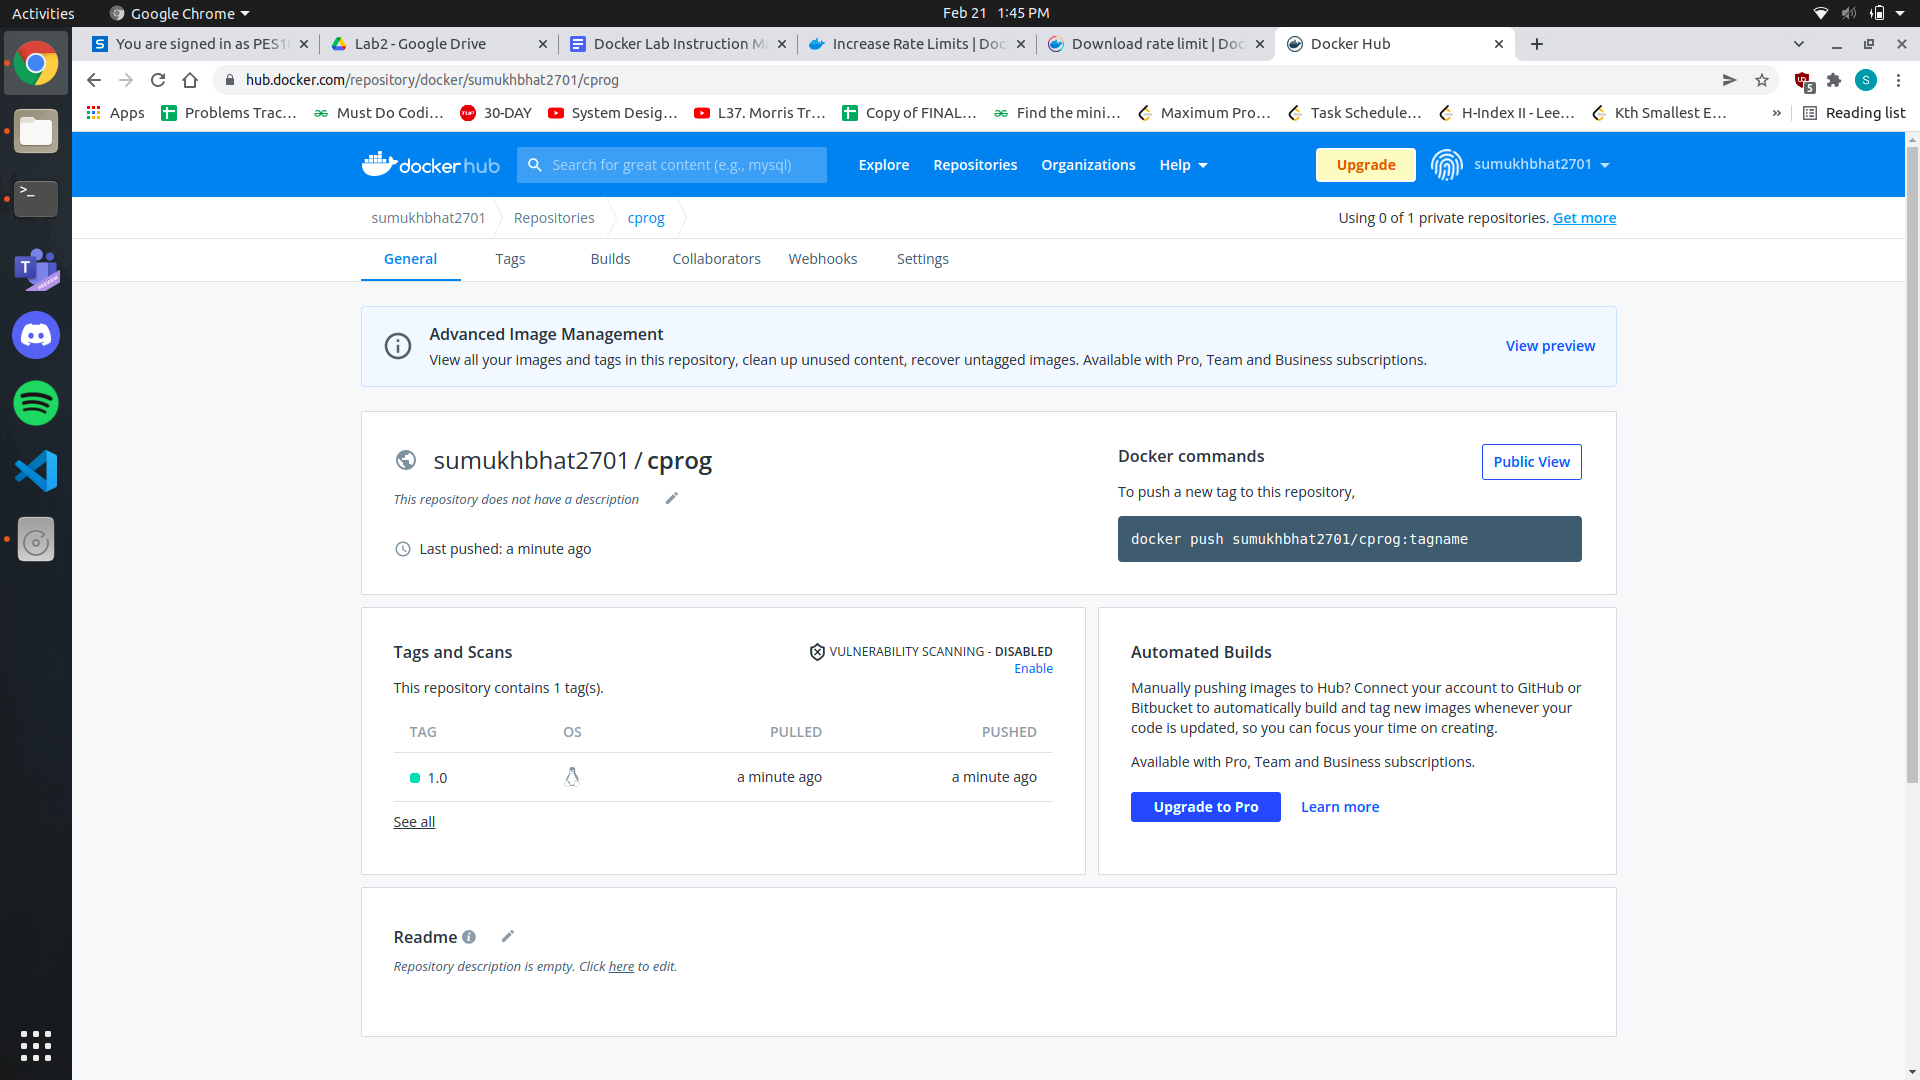 Activities
Google Chrome
Feb 21 1:45 PM
You are signed in as PES1
Lab2 - Google Drive
Docker Lab Instruction M
Increase Rate Limits | Doc
Download rate limit | Doc
Docker Hub
hub.docker.com/repository/docker/sumukhbhat2701/cprog
S
5
Apps
Problems Trac...
Must Do Codi...
30-DAY
System Desig...
L37. Morris Tr...
Copy of FINAL...
Find the mini...
Maximum Pro...
Task Schedule...
H-Index II - Lee...
Kth Smallest E...
»
Reading list
docker hub
Search for great content (e.g., mysql)
Explore
Repositories
Organizations
Help
Upgrade
sumukhbhat2701
sumukhbhat2701
Repositories
cprog
Using 0 of 1 private repositories. Get more
General
Tags
Builds
Collaborators
Webhooks
Settings
Advanced Image Management
View all your images and tags in this repository, clean up unused content, recover untagged images. Available with Pro, Team and Business subscriptions.
View preview
sumukhbhat2701 / cprog
This repository does not have a description
Last pushed: a minute ago
Docker commands
Public View
To push a new tag to this repository,
docker push sumukhbhat2701/cprog:tagname
Tags and Scans
VULNERABILITY SCANNING - DISABLED
Enable
This repository contains 1 tag(s).
TAG OS PULLED PUSHED
1.0 a minute ago a minute ago
See all
Automated Builds
Manually pushing images to Hub? Connect your account to GitHub or
Bitbucket to automatically build and tag new images whenever your
code is updated, so you can focus your time on creating.
Available with Pro, Team and Business subscriptions.
Upgrade to Pro
Learn more
Readme
Repository description is empty. Click here to edit.